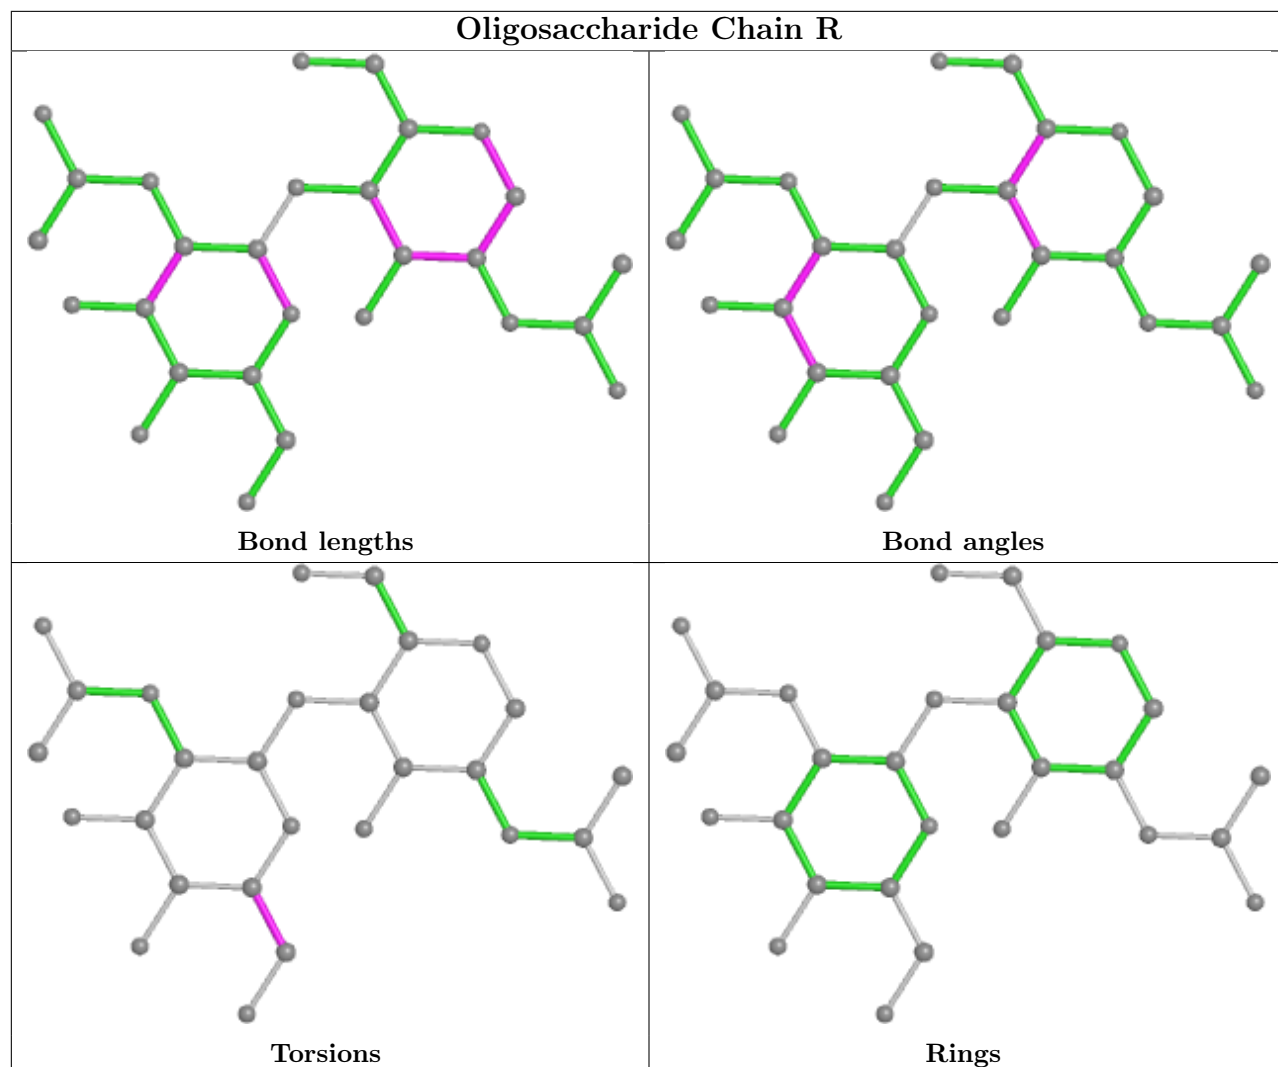 Oligosaccharide Chain R
Bond lengths
Bond angles
Torsions
Rings